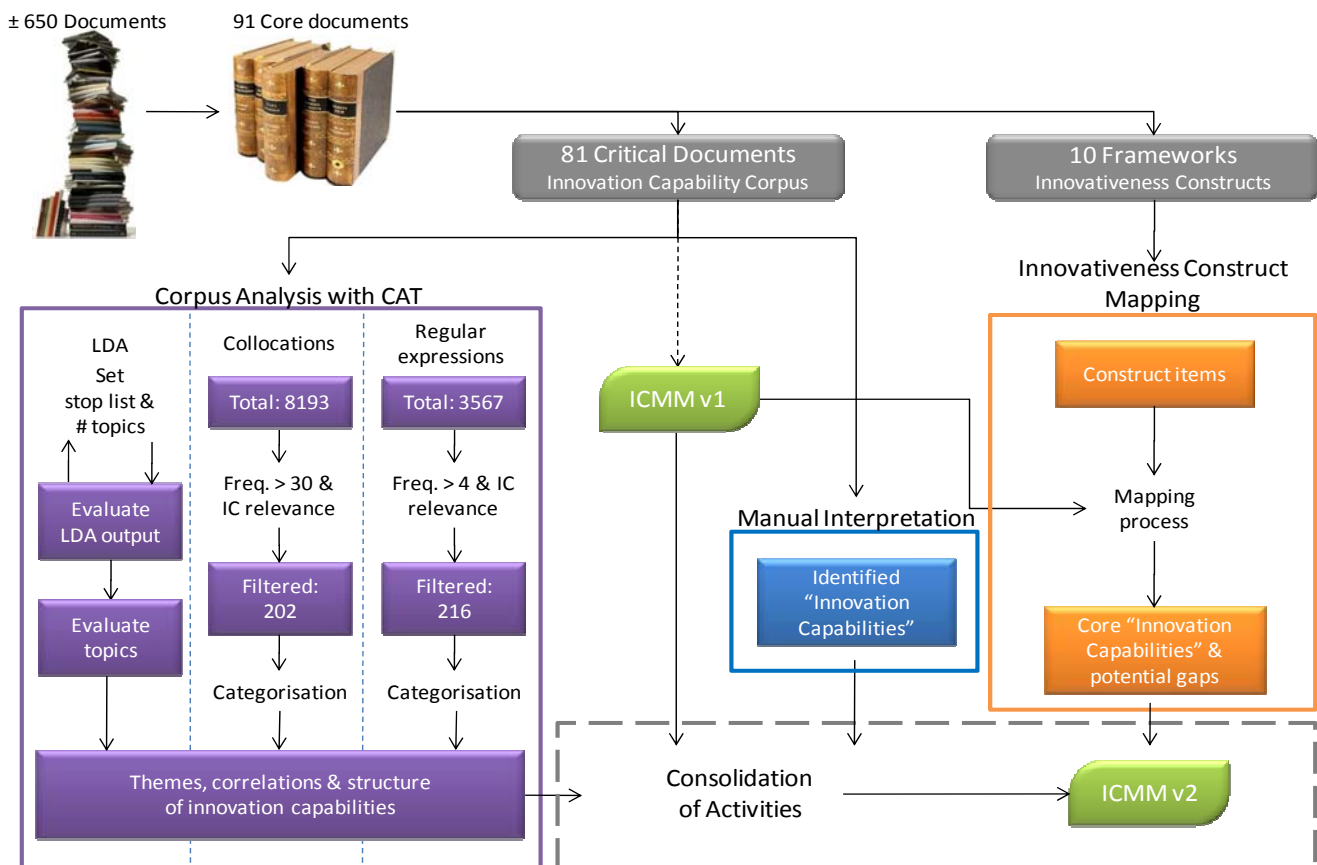 ± 650 Documents
91 Core documents
81 Critical Documents
Innovation Capability Corpus
10 Frameworks
Innovativeness Constructs
Corpus Analysis with CAT
LDA
Set
stop list &
# topics
Evaluate
LDA output
Evaluate
topics
Collocations
Total: 8193
Freq. > 30 &
IC relevance
Filtered:
202
Categorisation
Regular
expressions
Total: 3567
Freq. > 4 & IC
relevance
Filtered:
216
Categorisation
Themes, correlations & structure
of innovation capabilities
ICMM v1
Manual Interpretation
Identified
“Innovation
Capabilities”
Innovativeness Construct
Mapping
Construct items
Mapping
process
Core “Innovation
Capabilities” &
potential gaps
Consolidation
of Activities
ICMM v2